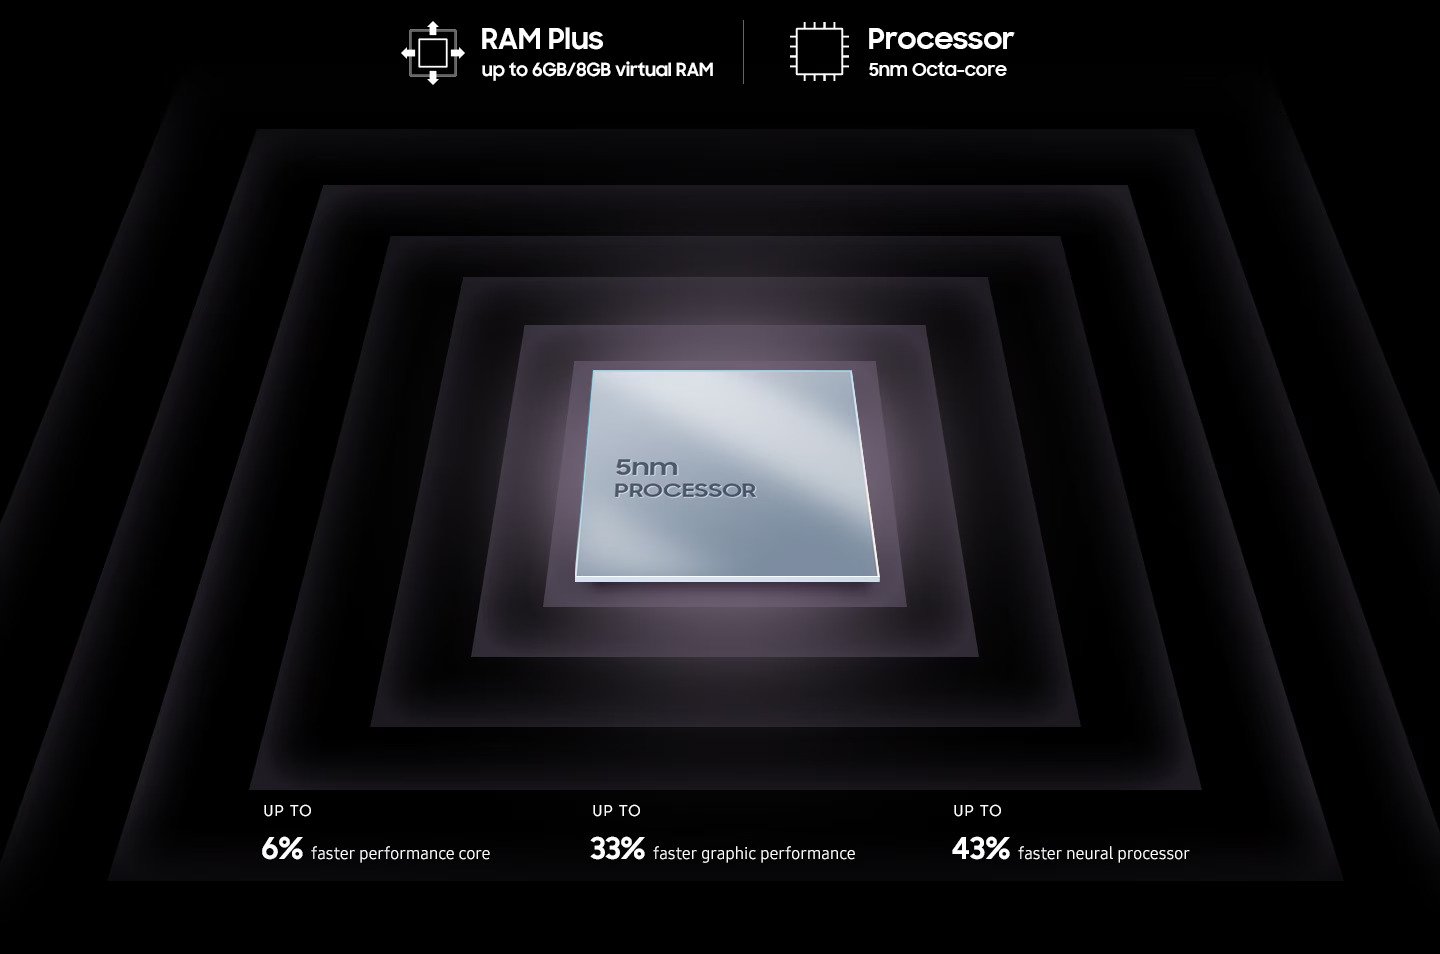 RAM Plus
up to 6GB/8GB virtual RAM
Processor
5nm Octa-core
5nm
PROCESSOR
UP TO
6% faster performance core
UP TO
33% faster graphic performance
UP TO
43% faster neural processor